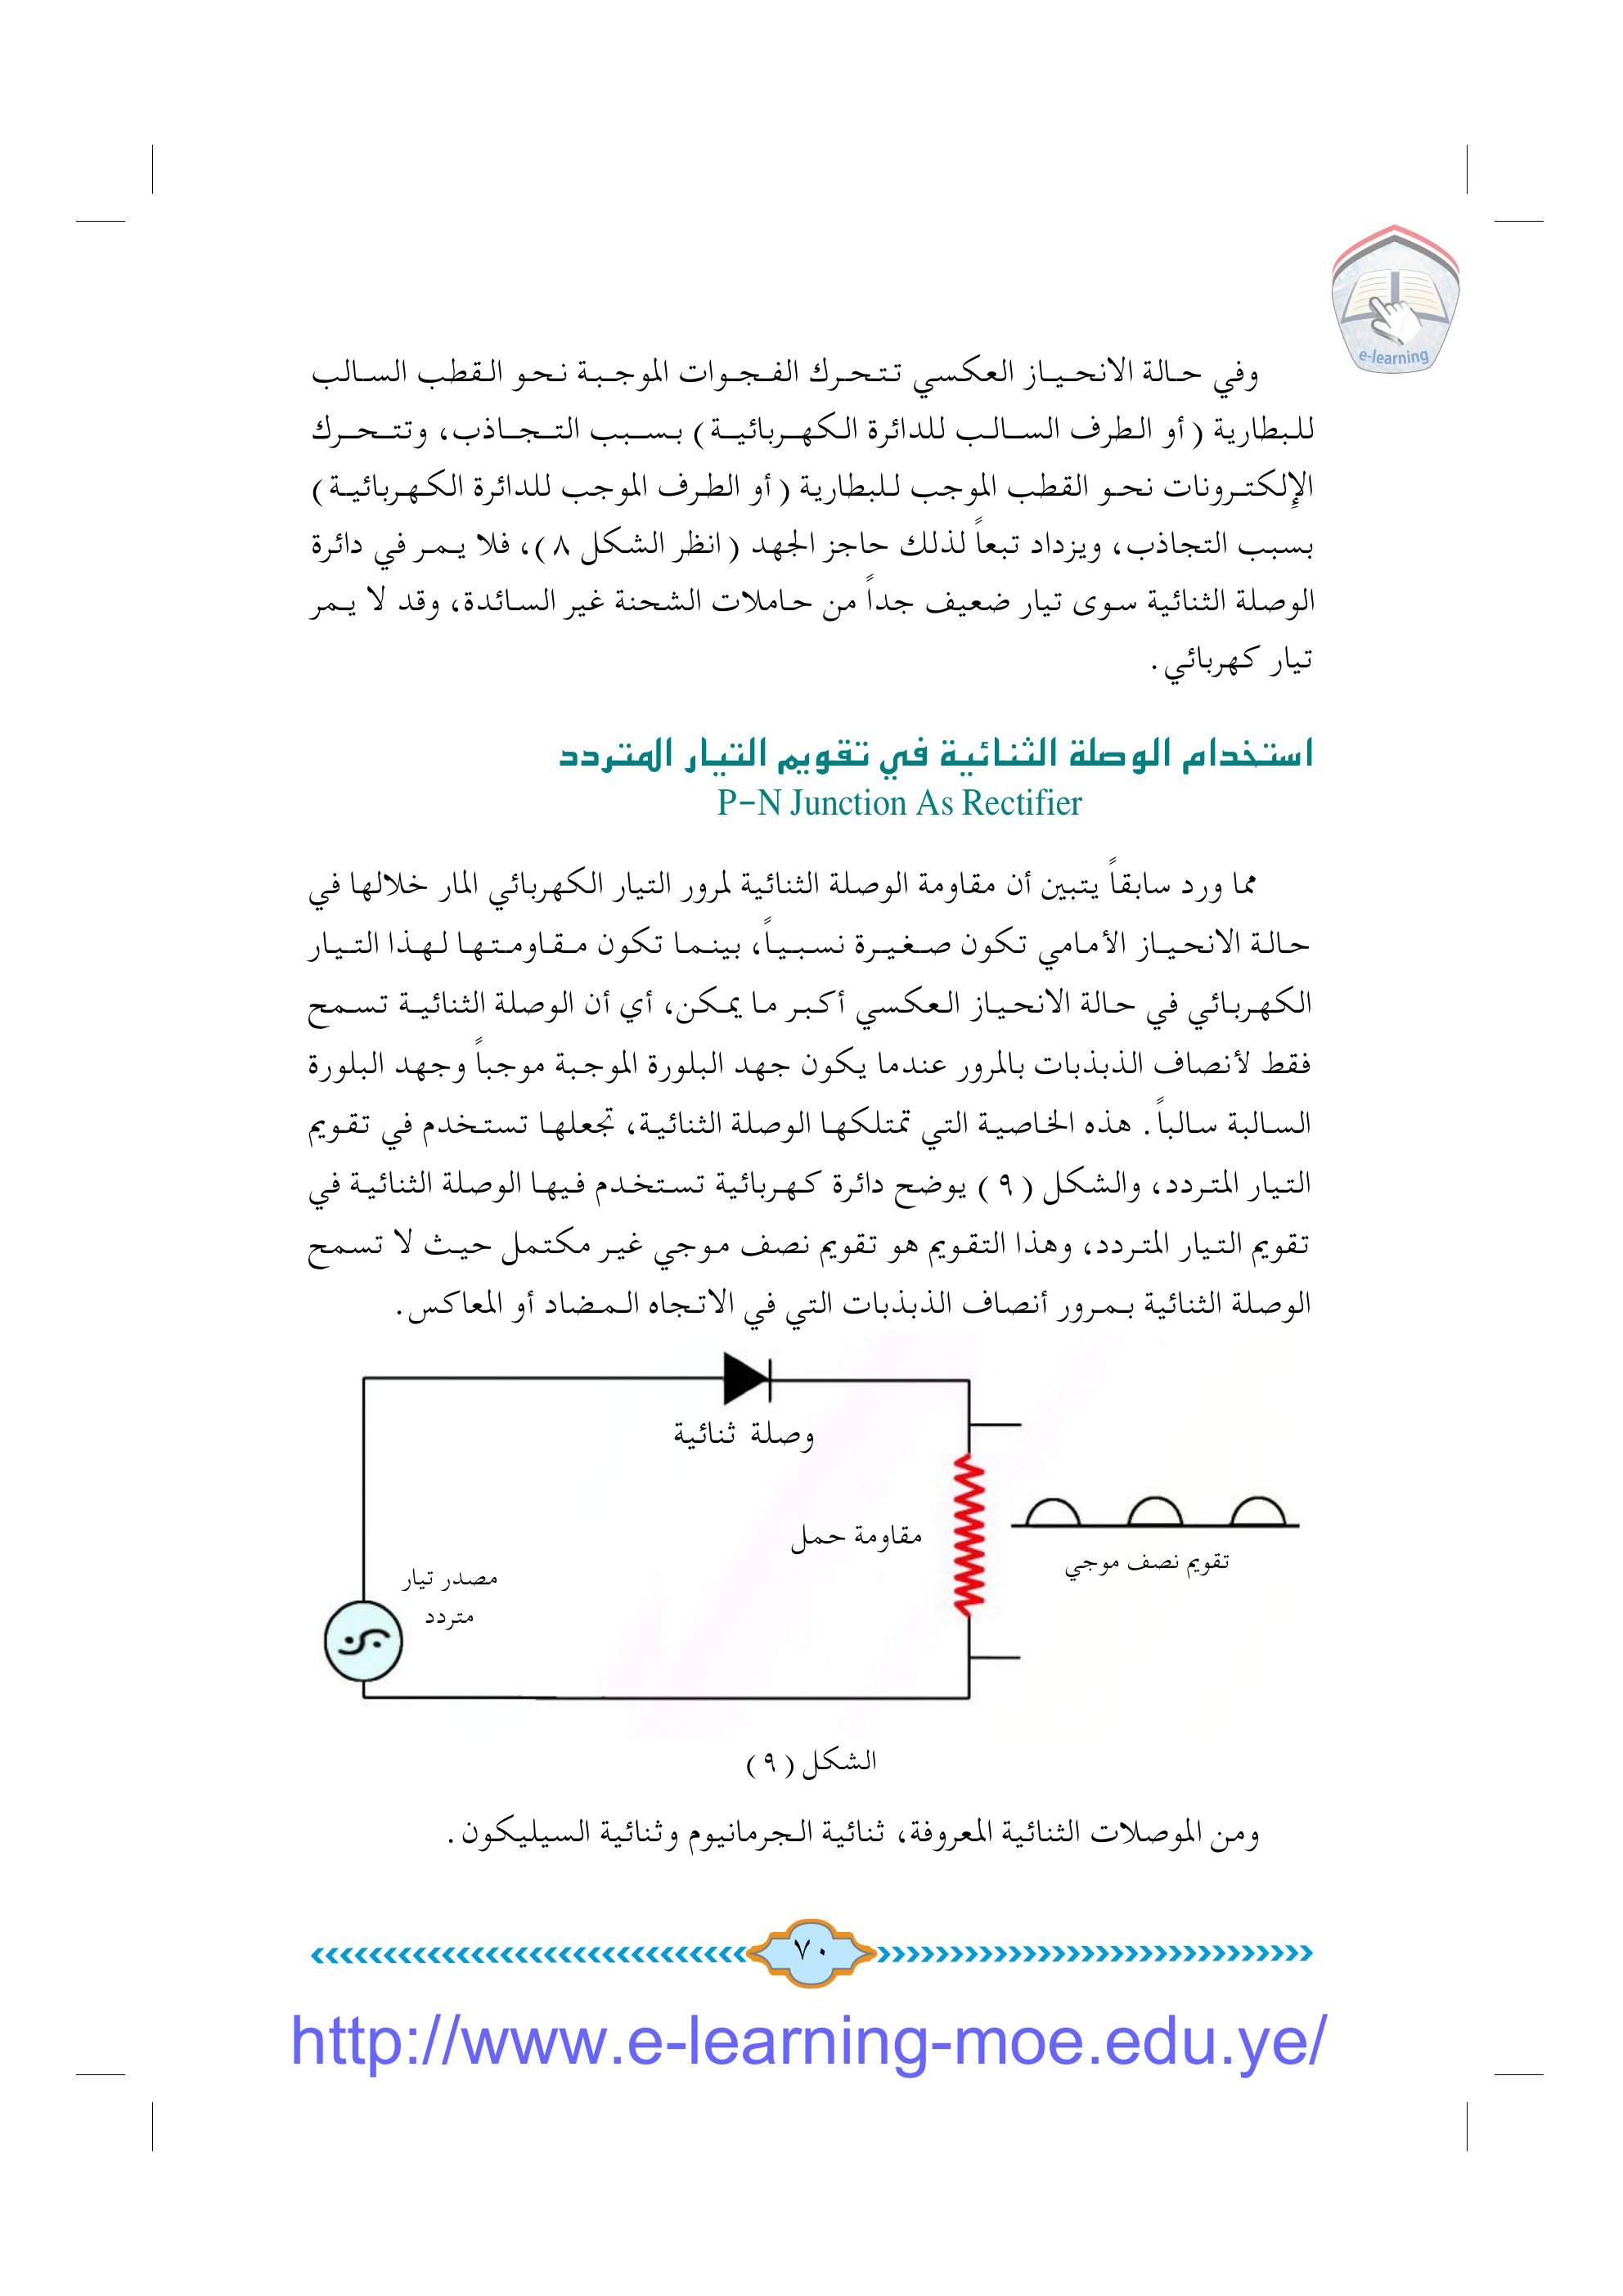 e-learning
وفي حالة الانحياز العكسي تتحرك الفجوات الموجبة نحو القطب السالب
للبطارية (أو الطرف السالب للدائرة الكهربائية) بسبب التجاذب، وتتحرك
الإلكترونات نحو القطب الموجب للبطارية (أو الطرف الموجب للدائرة الكهربائية)
بسبب التجاذب، ويزداد تبعاً لذلك حاجز الجهد (انظر الشكل ٨)، فلا يمر في دائرة
الوصلة الثنائية سوى تيار ضعيف جداً من حاملات الشحنة غير السائدة، وقد لا يمر
تيار كهربائي.
استخدام الوصلة الثنائية في تقويم التيار المتردد
P-N Junction As Rectifier
مما ورد سابقاً يتبين أن مقاومة الوصلة الثنائية لمرور التيار الكهربائي المار خلالها في
حالة الانحياز الأمامي تكون صغيرة نسبياً، بينما تكون مقاومتها لهذا التيار
الكهربائي في حالة الانحياز العكسي أكبر ما يمكن، أي أن الوصلة الثنائية تسمح
فقط لأنصاف الذبذبات بالمرور عندما يكون جهد البلورة الموجبة موجباً وجهد البلورة
السالبة سالباً. هذه الخاصية التي تمتلكها الوصلة الثنائية، تجعلها تستخدم في تقويم
التيار المتردد، والشكل (٩) يوضح دائرة كهربائية تستخدم فيها الوصلة الثنائية في
تقويم التيار المتردد، وهذا التقويم هو تقويم نصف موجي غير مكتمل حيث لا تسمح
الوصلة الثنائية بمرور أنصاف الذبذبات التي في الاتجاه المضاد أو المعاكس.
وصلة ثنائية
مقاومة حمل
تقويم نصف موجي
مصدر تيار
متردد
الشكل (٩)
ومن الموصلات الثنائية المعروفة، ثنائية الجرمانيوم وثنائية السيليكون.
٧٠
http://www.e-learning-moe.edu.ye/